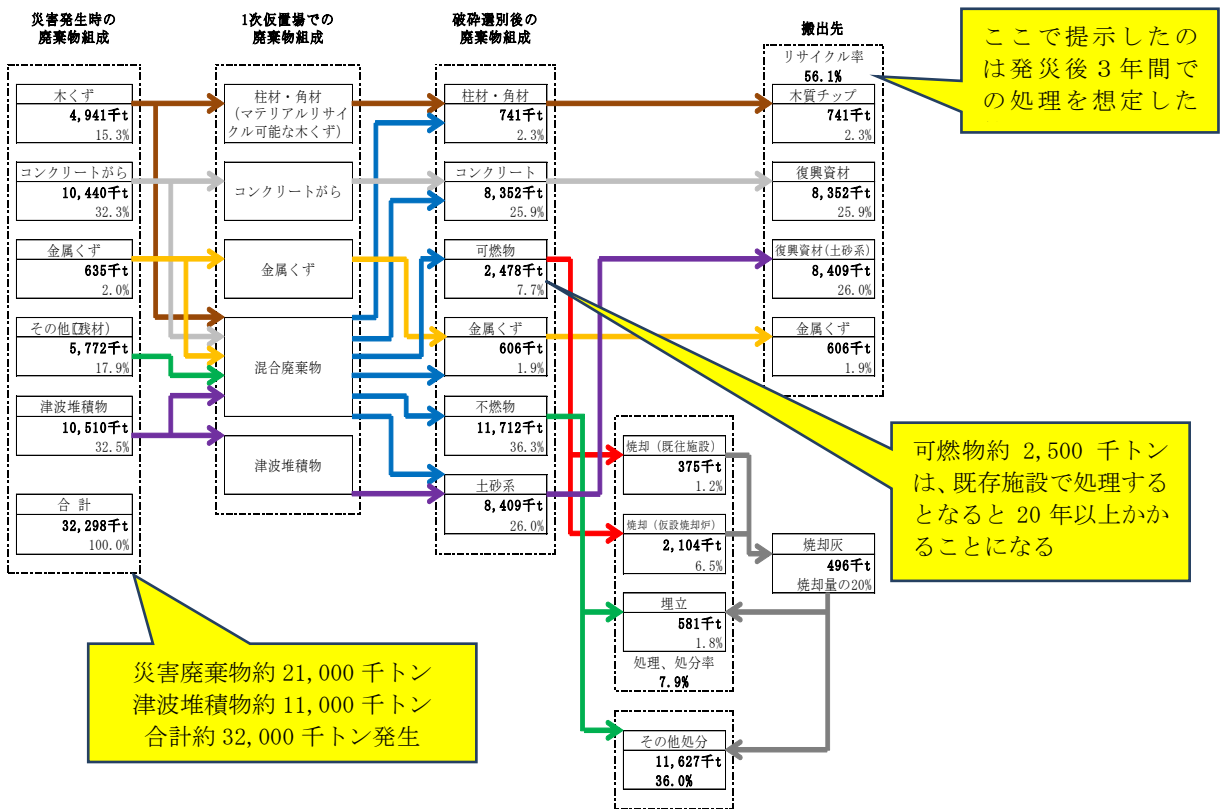 災害発生時の
廃棄物組成
木くず
4,941千t
15.3%
コンクリートがら
10,440千t
32.3%
金属くず
635千t
2.0%
その他(残材)
5,772千t
17.9%
津波堆積物
10,510千t
32.5%
合 計
32,298千t
100.0%
1次仮置場での
廃棄物組成
柱材・角材
(マテリアルリサイ
クル可能な木くず)
コンクリートがら
金属くず
混合廃棄物
津波堆積物
破砕選別後の
廃棄物組成
柱材・角材
741千t
2.3%
コンクリート
8,352千t
25.9%
可燃物
2,478千t
7.7%
金属くず
606千t
1.9%
不燃物
11,712千t
36.3%
土砂系
8,409千t
26.0%
搬出先
リサイクル率
56.1%
木質チップ
741千t
2.3%
復興資材
8,352千t
25.9%
復興資材(土砂系)
8,409千t
26.0%
金属くず
606千t
1.9%
焼却（既往施設）
375千t
1.2%
焼却（仮設焼却炉）
2,104千t
6.5%
埋立
581千t
1.8%
処理、処分率
7.9%
焼却灰
496千t
焼却量の20%
その他処分
11,627千t
36.0%
ここで提示したの
は発災後３年間で
の処理を想定した
可燃物約 2,500 千トン
は、既存施設で処理する
となると 20 年以上かか
ることになる
災害廃棄物約 21,000 千トン
津波堆積物約 11,000 千トン
合計約 32,000 千トン発生